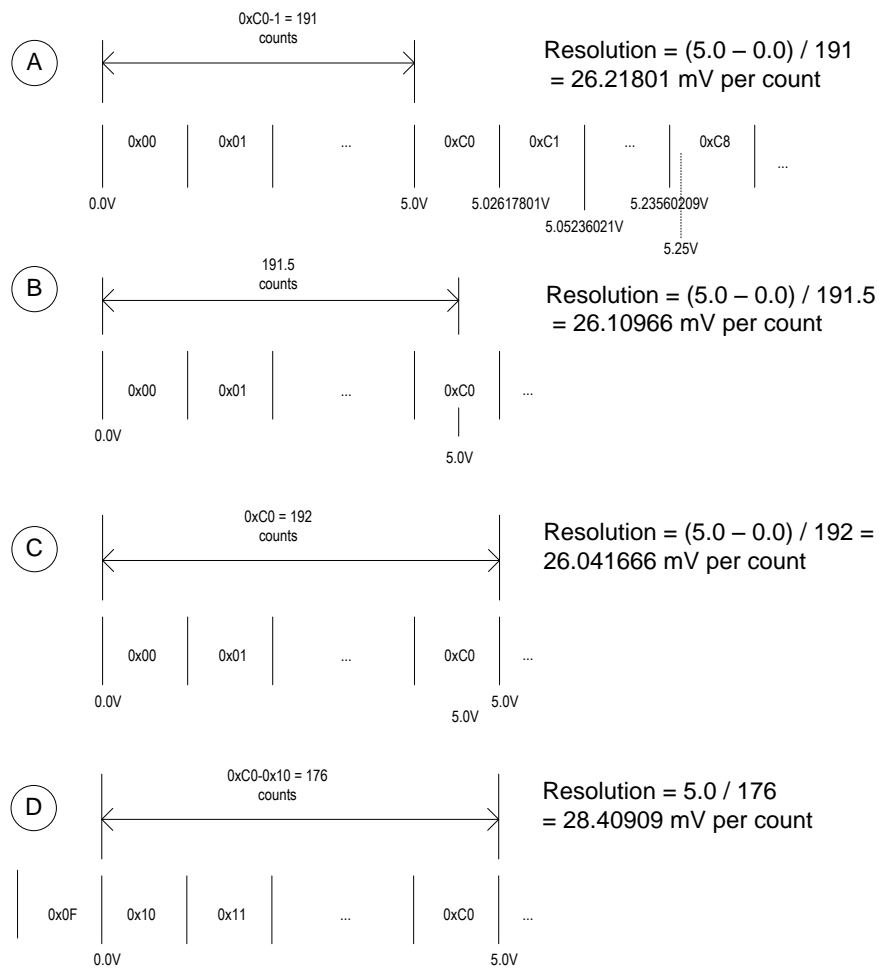 0xC0-1 = 191
counts
A
Resolution = (5.0 – 0.0) / 191
= 26.21801 mV per count
0x00 0x01 ... 0xC0 0xC1 ... 0xC8 ...
0.0V 5.0V 5.02617801V 5.23560209V
5.05236021V
5.25V
191.5
counts
B
Resolution = (5.0 – 0.0) / 191.5
= 26.10966 mV per count
0x00 0x01 ... 0xC0 ...
0.0V
5.0V
0xC0 = 192
counts
C
Resolution = (5.0 – 0.0) / 192 =
26.041666 mV per count
0x00 0x01 ... 0xC0 ...
0.0V 5.0V
5.0V
0xC0-0x10 = 176
counts
D
Resolution = 5.0 / 176
= 28.40909 mV per count
0x0F 0x10 0x11 ... 0xC0 ...
0.0V 5.0V